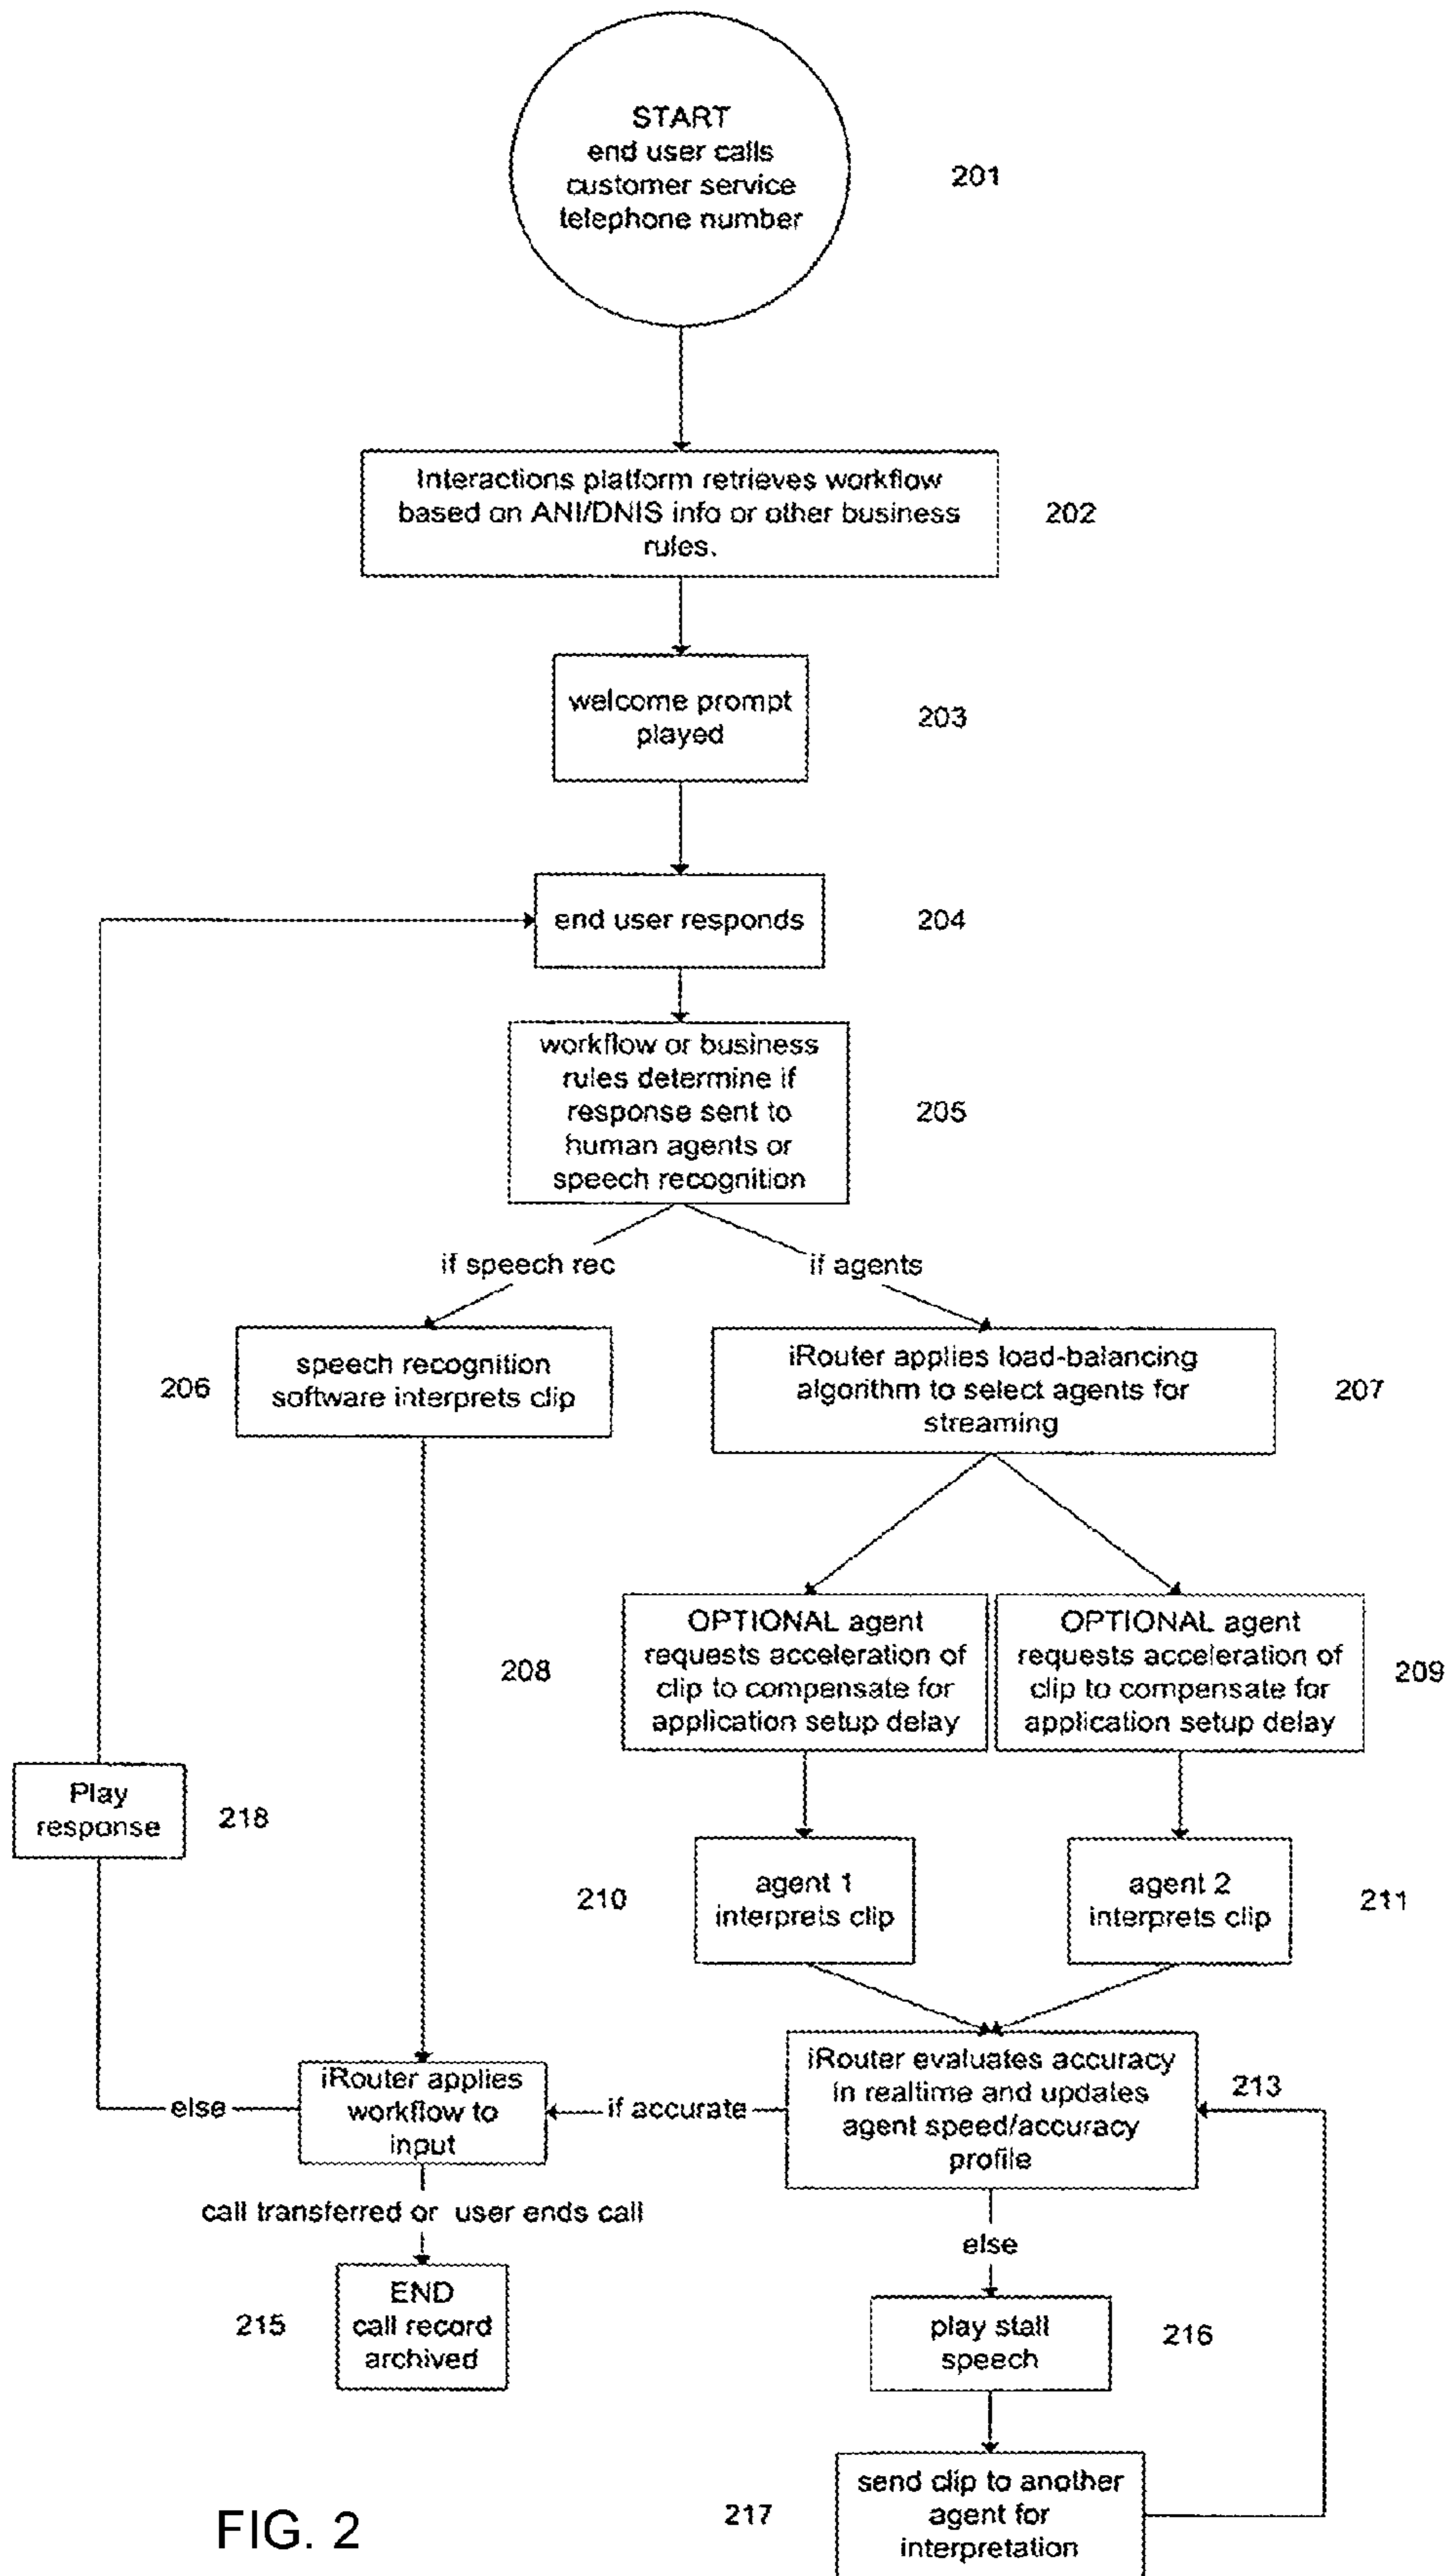 START
end user calls
customer service
telephone number
201
Interactions platform retrieves workflow
based on ANI/DNIS info or other business
rules.
202
welcome prompt
played
203
end user responds
204
workflow or business
rules determine if
response sent to
human agents or
speech recognition
205
if speech rec
if agents
206
speech recognition
software interprets clip
iRouter applies load-balancing
algorithm to select agents for
streaming
207
208
OPTIONAL agent
requests acceleration of
clip to compensate for
application setup delay
OPTIONAL agent
requests acceleration of
clip to compensate for
application setup delay
209
Play
response
218
210
agent 1
interprets clip
agent 2
interprets clip
211
else
iRouter applies
workflow to
input
if accurate
iRouter evaluates accuracy
in realtime and updates
agent speed/accuracy
profile
213
call transferred or user ends call
else
215
END
call record
archived
play stall
speech
216
217
send clip to another
agent for
interpretation
FIG. 2